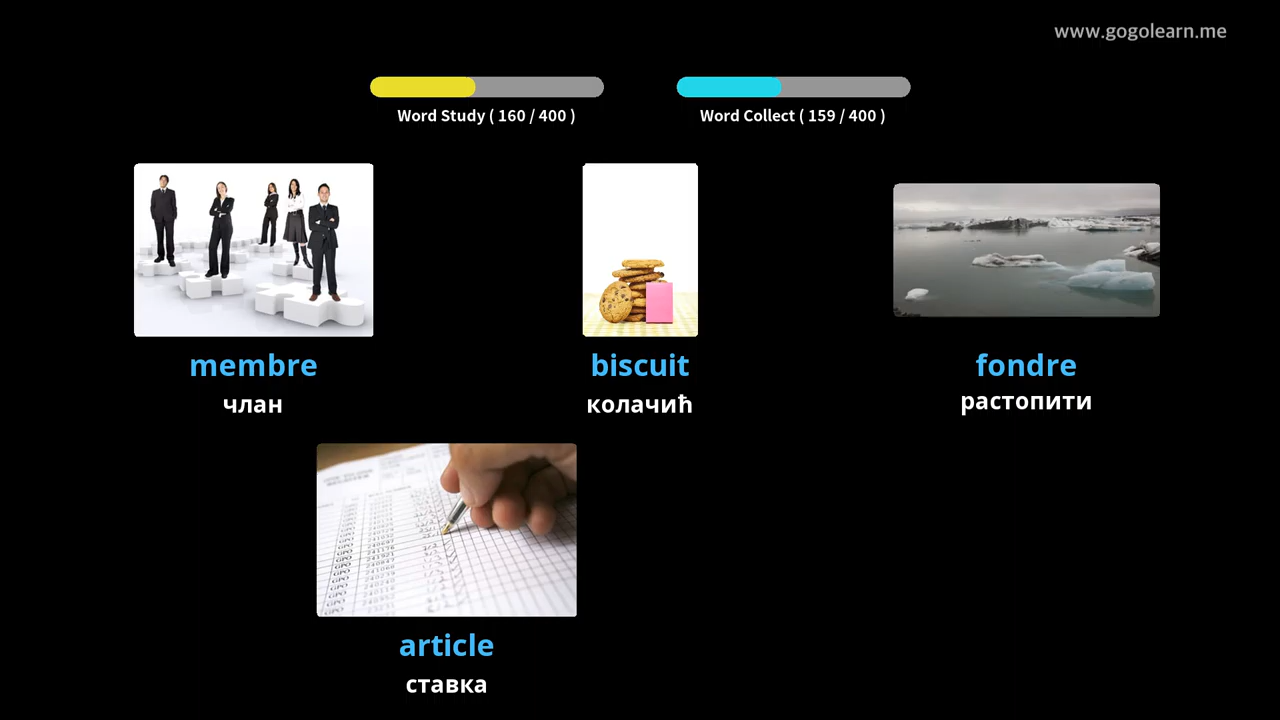 www.gogolearn.me
Word Study ( 160 / 400 )
Word Collect ( 159 / 400 )
membre
члан
biscuit
колачић
fondre
растопити
article
ставка